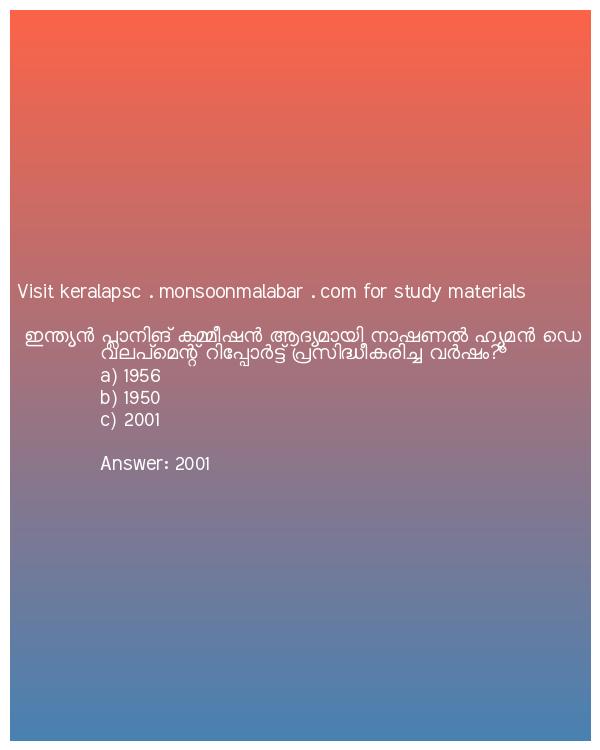 Visit keralapsc . monsoonmalabar . com for study materials
ഇന്ത്യൻ പ്ലാനിങ് കമ്മീഷൻ ആദ്യമായി നാഷണൽ ഹ്യൂമൻ ഡെ
വലപ്മെന്റ് റിപ്പോർട്ട് പ്രസിദ്ധീകരിച്ച വർഷം?
a) 1956
b) 1950
c) 2001
Answer: 2001